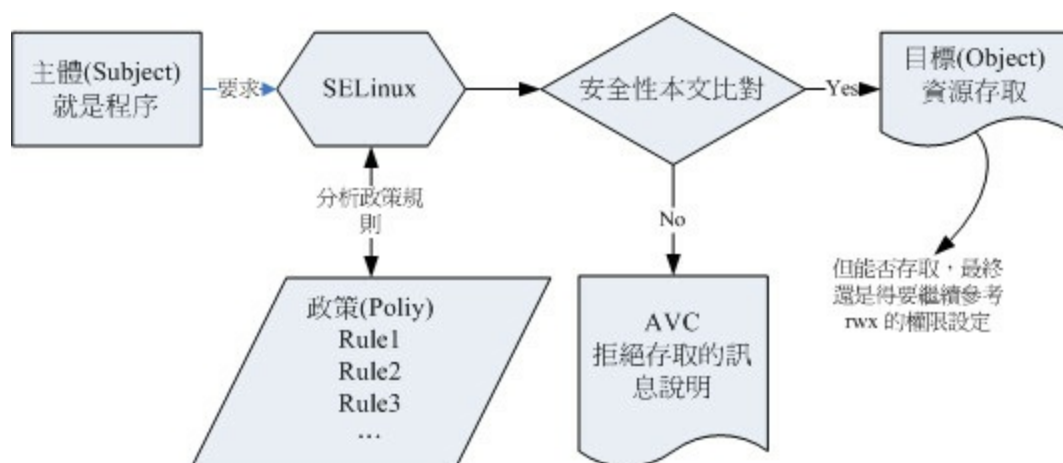 主體(Subject)
就是程序
要求
SELinux
安全性本文比對
Yes
目標(Object)
資源存取
分析政策規
則
No
但能否存取，最終
還是得要繼續參考
rwx 的權限設定
政策(Poliy)
Rule1
Rule2
Rule3
…
AVC
拒絕存取的訊
息說明